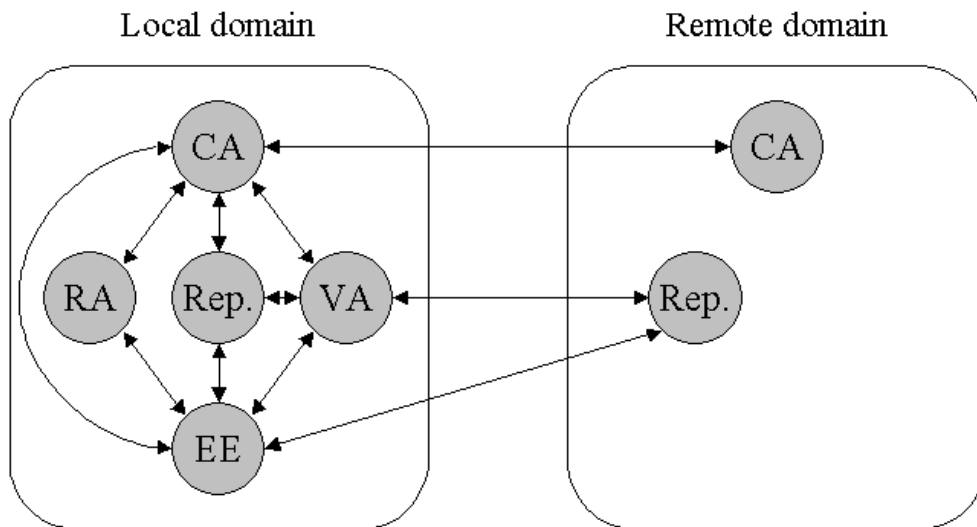 Local domain
Remote domain
CA
CA
RA
Rep.
VA
Rep.
EE